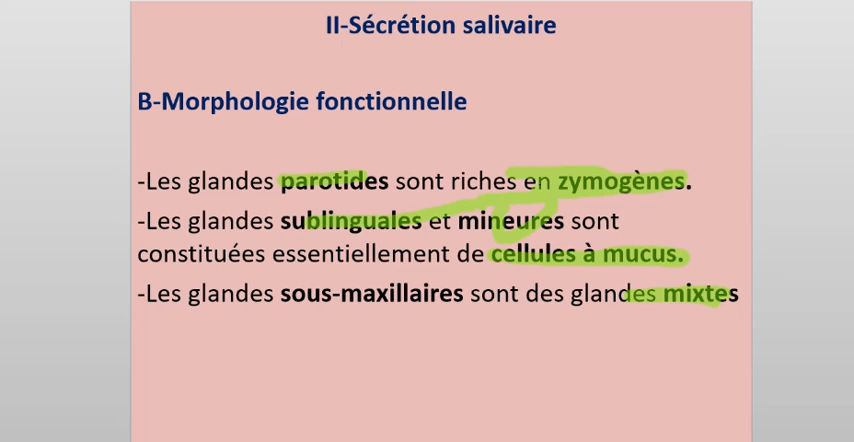 II-Sécrétion salivaire
B-Morphologie fonctionnelle
-Les glandes parotides sont riches en zymogènes.
-Les glandes sublinguales et mineures sont
constituées essentiellement de cellules à mucus.
-Les glandes sous-maxillaires sont des glandes mixtes